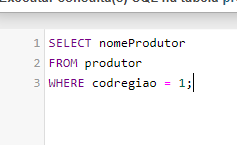 1 SELECT nomeProdutor
2 FROM produtor
3 WHERE codregiao = 1;